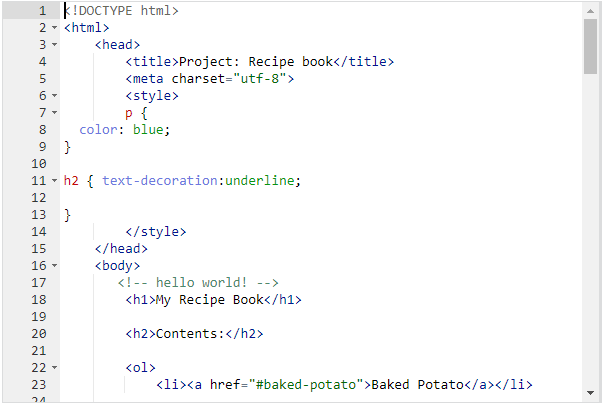 1 <!DOCTYPE html>
2 <html>
3 <head>
4 <title>Project: Recipe book</title>
5 <meta charset="utf-8">
6 <style>
7 p {
8 color: blue;
9 }
10
11 h2 { text-decoration:underline;
12
13 }
14 </style>
15 </head>
16 <body>
17 <!-- hello world! -->
18 <h1>My Recipe Book</h1>
19
20 <h2>Contents:</h2>
21
22 <ol>
23 <li><a href="#baked-potato">Baked Potato</a></li>
24